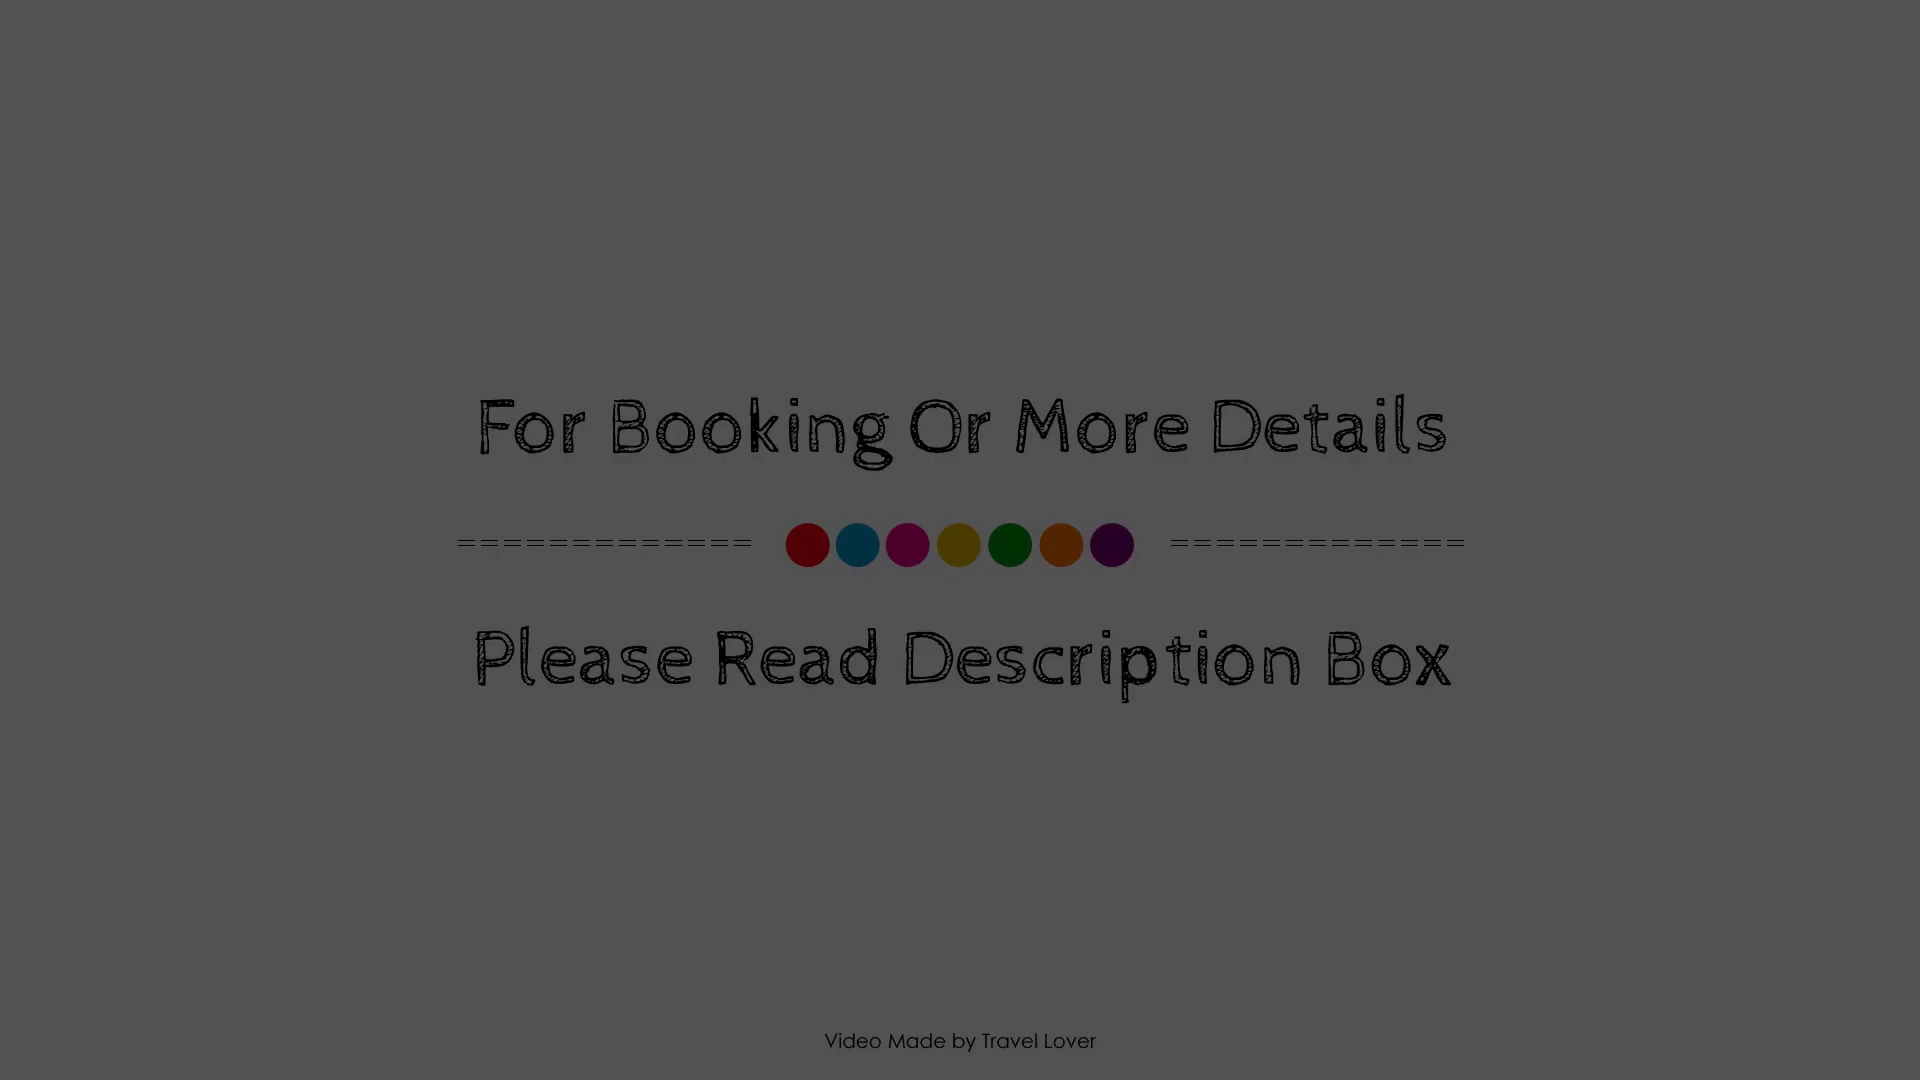 For Booking Or More Details
============= =============
Please Read Description Box
Video Made by Travel Lover